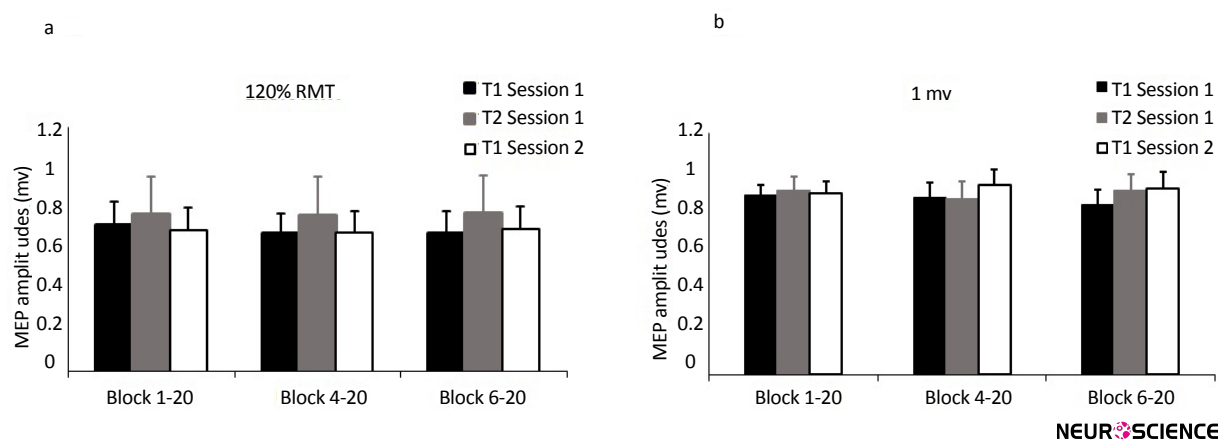 a
120% RMT
T1 Session 1
T2 Session 1
T1 Session 2
MEP amplit udes (mv)
1.2
1
0.8
0.6
0.4
0.2
0
Block 1-20
Block 4-20
Block 6-20
b
1 mv
T1 Session 1
T2 Session 1
T1 Session 2
MEP amplit udes (mv)
1.2
1
0.8
0.6
0.4
0.2
0
Block 1-20
Block 4-20
Block 6-20
NEUROSCIENCE